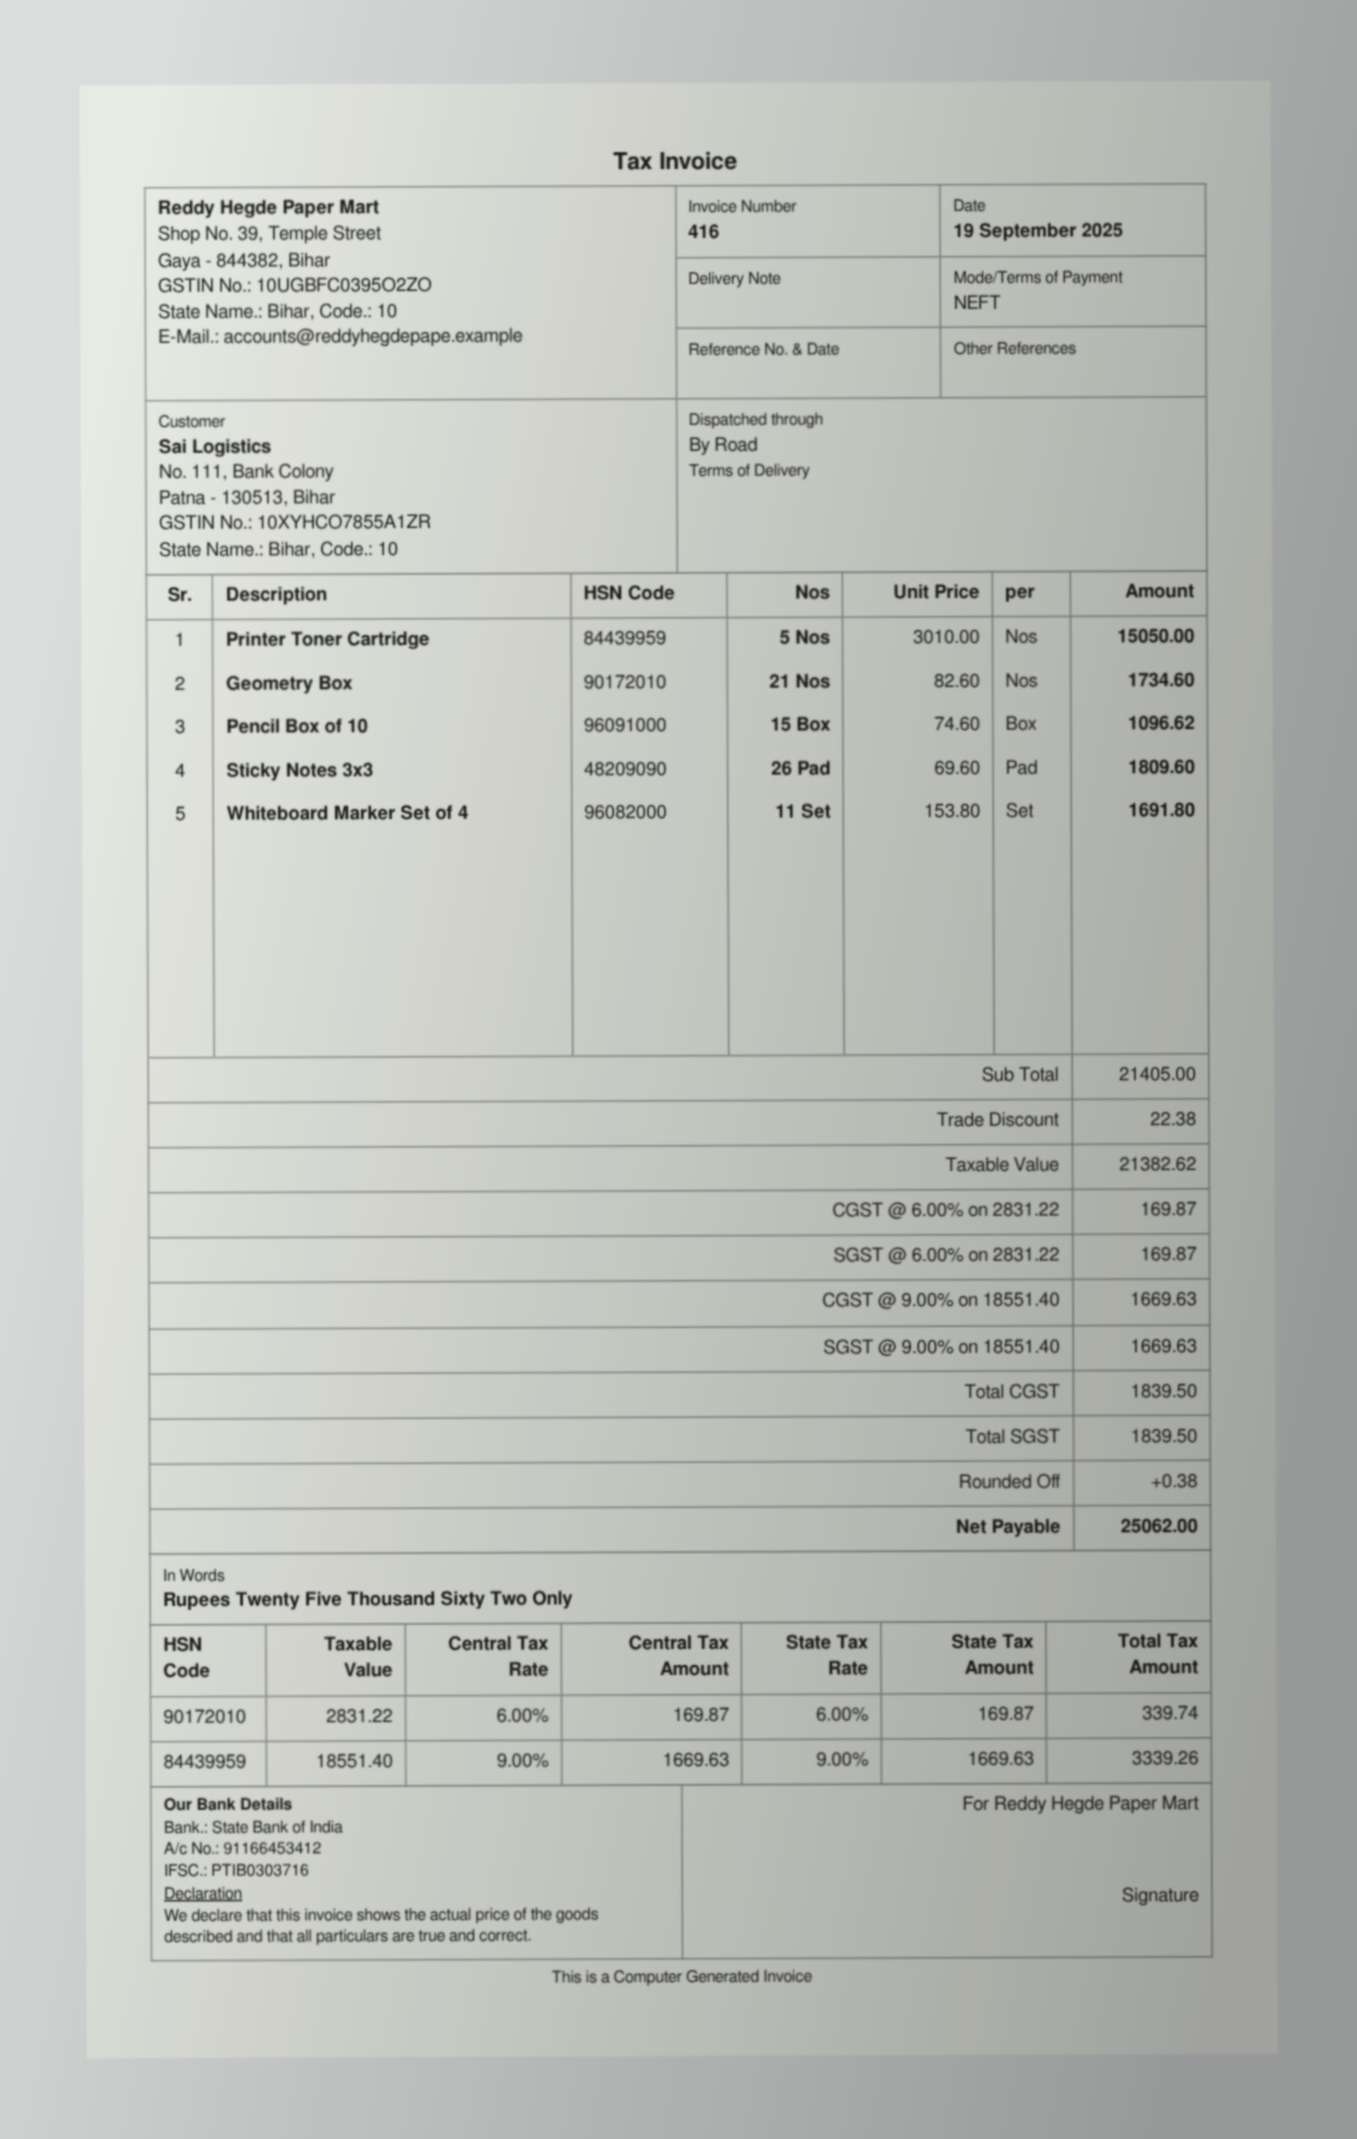 Tax Invoice
Reddy Hegde Paper Mart
Shop No. 39, Temple Street
Gaya - 844382, Bihar
GSTIN No.: 10UGBFC0395O2ZO
State Name.: Bihar, Code.: 10
E-Mail.: accounts@reddyhegdepape.example
Invoice Number
416
Date
19 September 2025
Delivery Note
Mode/Terms of Payment
NEFT
Reference No. & Date
Other References
Customer
Sai Logistics
No. 111, Bank Colony
Patna - 130513, Bihar
GSTIN No.: 10XYHCO7855A1ZR
State Name.: Bihar, Code.: 10
Dispatched through
By Road
Terms of Delivery
Sr. Description HSN Code Nos Unit Price per Amount
1 Printer Toner Cartridge 84439959 5 Nos 3010.00 Nos 15050.00
2 Geometry Box 90172010 21 Nos 82.60 Nos 1734.60
3 Pencil Box of 10 96091000 15 Box 74.60 Box 1096.62
4 Sticky Notes 3x3 48209090 26 Pad 69.60 Pad 1809.60
5 Whiteboard Marker Set of 4 96082000 11 Set 153.80 Set 1691.80
Sub Total 21405.00
Trade Discount 22.38
Taxable Value 21382.62
CGST @ 6.00% on 2831.22 169.87
SGST @ 6.00% on 2831.22 169.87
CGST @ 9.00% on 18551.40 1669.63
SGST @ 9.00% on 18551.40 1669.63
Total CGST 1839.50
Total SGST 1839.50
Rounded Off +0.38
Net Payable 25062.00
In Words
Rupees Twenty Five Thousand Sixty Two Only
HSN Taxable Central Tax Central Tax State Tax State Tax Total Tax
Code Value Rate Amount Rate Amount Amount
90172010 2831.22 6.00% 169.87 6.00% 169.87 339.74
84439959 18551.40 9.00% 1669.63 9.00% 1669.63 3339.26
Our Bank Details
Bank.: State Bank of India
A/c No.: 91166453412
IFSC.: PTIB0303716
Declaration
We declare that this invoice shows the actual price of the goods
described and that all particulars are true and correct.
For Reddy Hegde Paper Mart
Signature
This is a Computer Generated Invoice